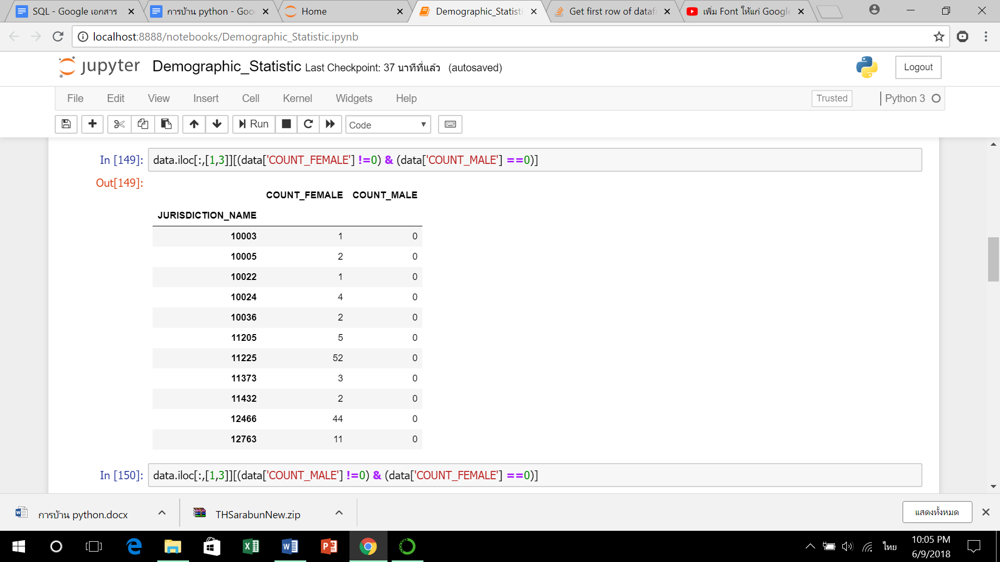 SQL - Google เอกสาร
การบ้าน python - Goo
Home
Demographic_Statisti
Get first row of dataf
เพิ่ม Font ให้แก่ Google
localhost:8888/notebooks/Demographic_Statistic.ipynb
jupyter Demographic_Statistic Last Checkpoint: 37 นาทีที่แล้ว (autosaved)
Logout
File Edit View Insert Cell Kernel Widgets Help
Trusted
Python 3
Run
Code
In [149]: data.iloc[:,[1,3]][(data['COUNT_FEMALE'] !=0) & (data['COUNT_MALE'] ==0)]
Out[149]:
COUNT_FEMALE COUNT_MALE
JURISDICTION_NAME
10003 1 0
10005 2 0
10022 1 0
10024 4 0
10036 2 0
11205 5 0
11225 52 0
11373 3 0
11432 2 0
12466 44 0
12763 11 0
In [150]: data.iloc[:,[1,3]][(data['COUNT_MALE'] !=0) & (data['COUNT_FEMALE'] ==0)]
การบ้าน python.docx
THSarabunNew.zip
แสดงทั้งหมด
ไทย
10:05 PM
6/9/2018